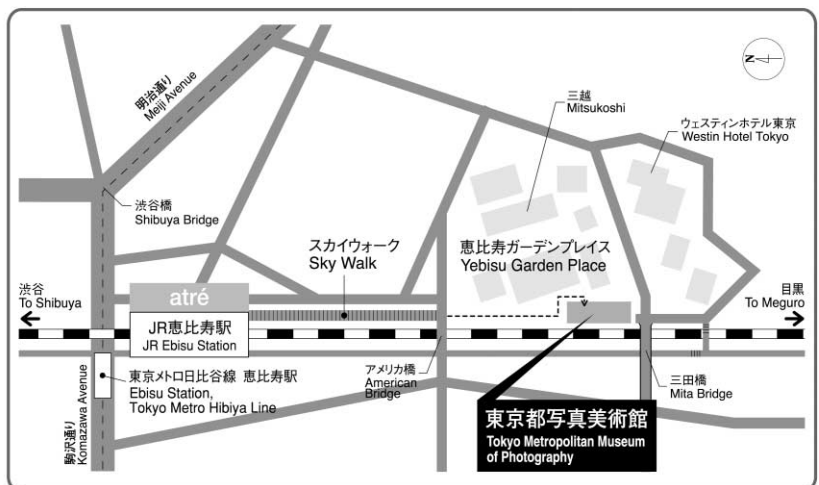 明治通り
Meiji Avenue
N
三越
Mitsukoshi
ウェスティンホテル東京
Westin Hotel Tokyo
渋谷橋
Shibuya Bridge
スカイウォーク
Sky Walk
恵比寿ガーデンプレイス
Yebisu Garden Place
渋谷
To Shibuya
atré
目黒
To Meguro
JR恵比寿駅
JR Ebisu Station
東京メトロ日比谷線 恵比寿駅
Ebisu Station,
Tokyo Metro Hibiya Line
アメリカ橋
American
Bridge
三田橋
Mita Bridge
駒沢通り
Komazawa Avenue
東京都写真美術館
Tokyo Metropolitan Museum
of Photography